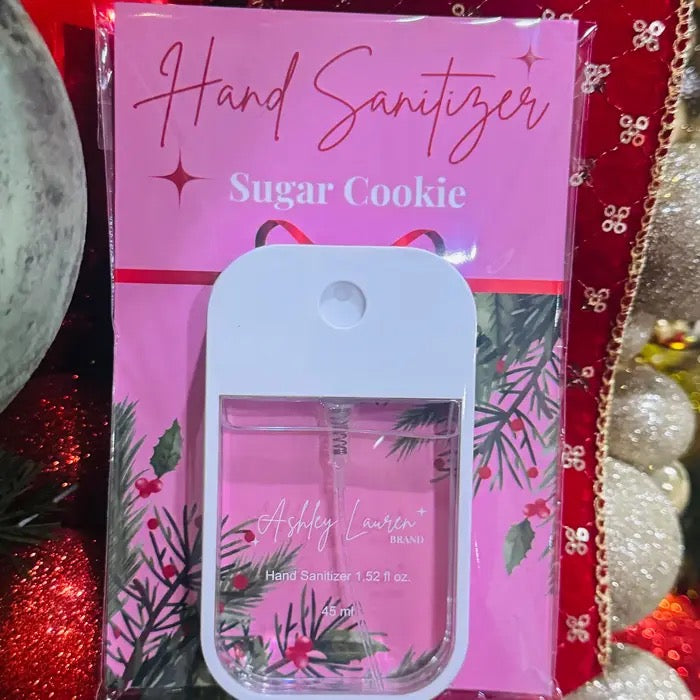 Hand Sanitizer
Sugar Cookie
Ashley Lauren
BRAND
Hand Sanitizer 1.52 fl oz.
45 ml